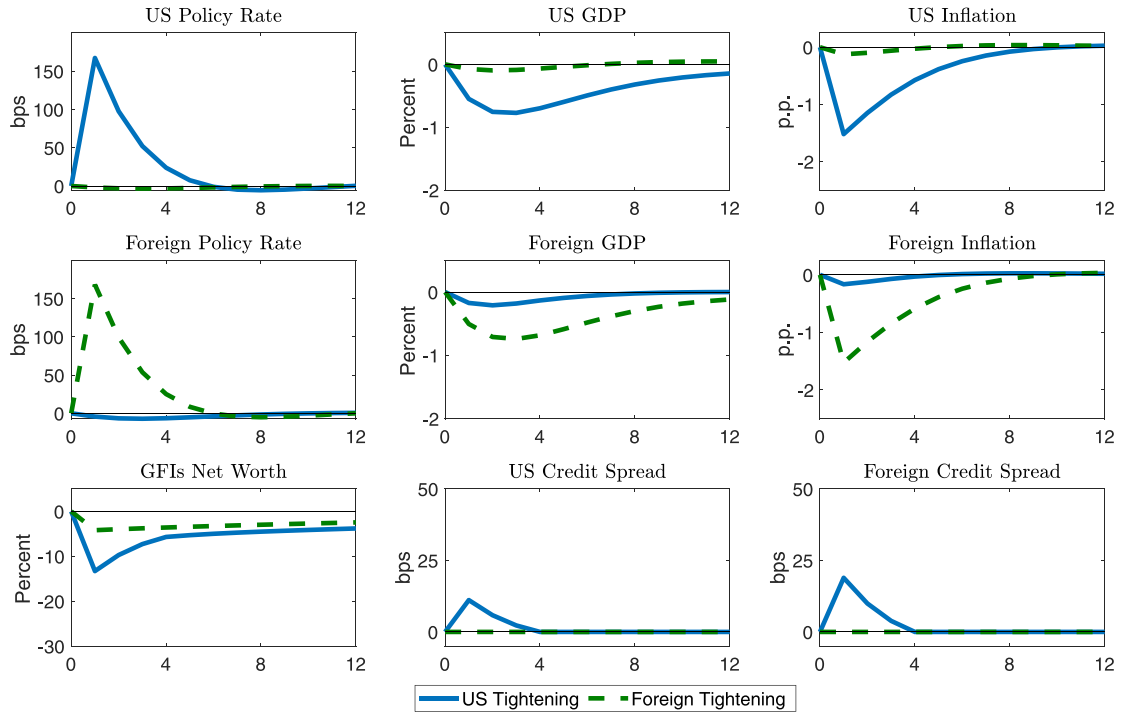 US Policy Rate
US GDP
US Inflation
150
100
50
0
bps
0 4 8 12
0
-1
-2
Percent
0 4 8 12
0
-1
-2
p.p.
0 4 8 12
Foreign Policy Rate
Foreign GDP
Foreign Inflation
150
100
50
0
bps
0 4 8 12
0
-1
-2
Percent
0 4 8 12
0
-1
-2
p.p.
0 4 8 12
GFIs Net Worth
US Credit Spread
Foreign Credit Spread
0
-10
-20
-30
Percent
0 4 8 12
50
25
0
bps
0 4 8 12
50
25
0
bps
0 4 8 12
US Tightening Foreign Tightening